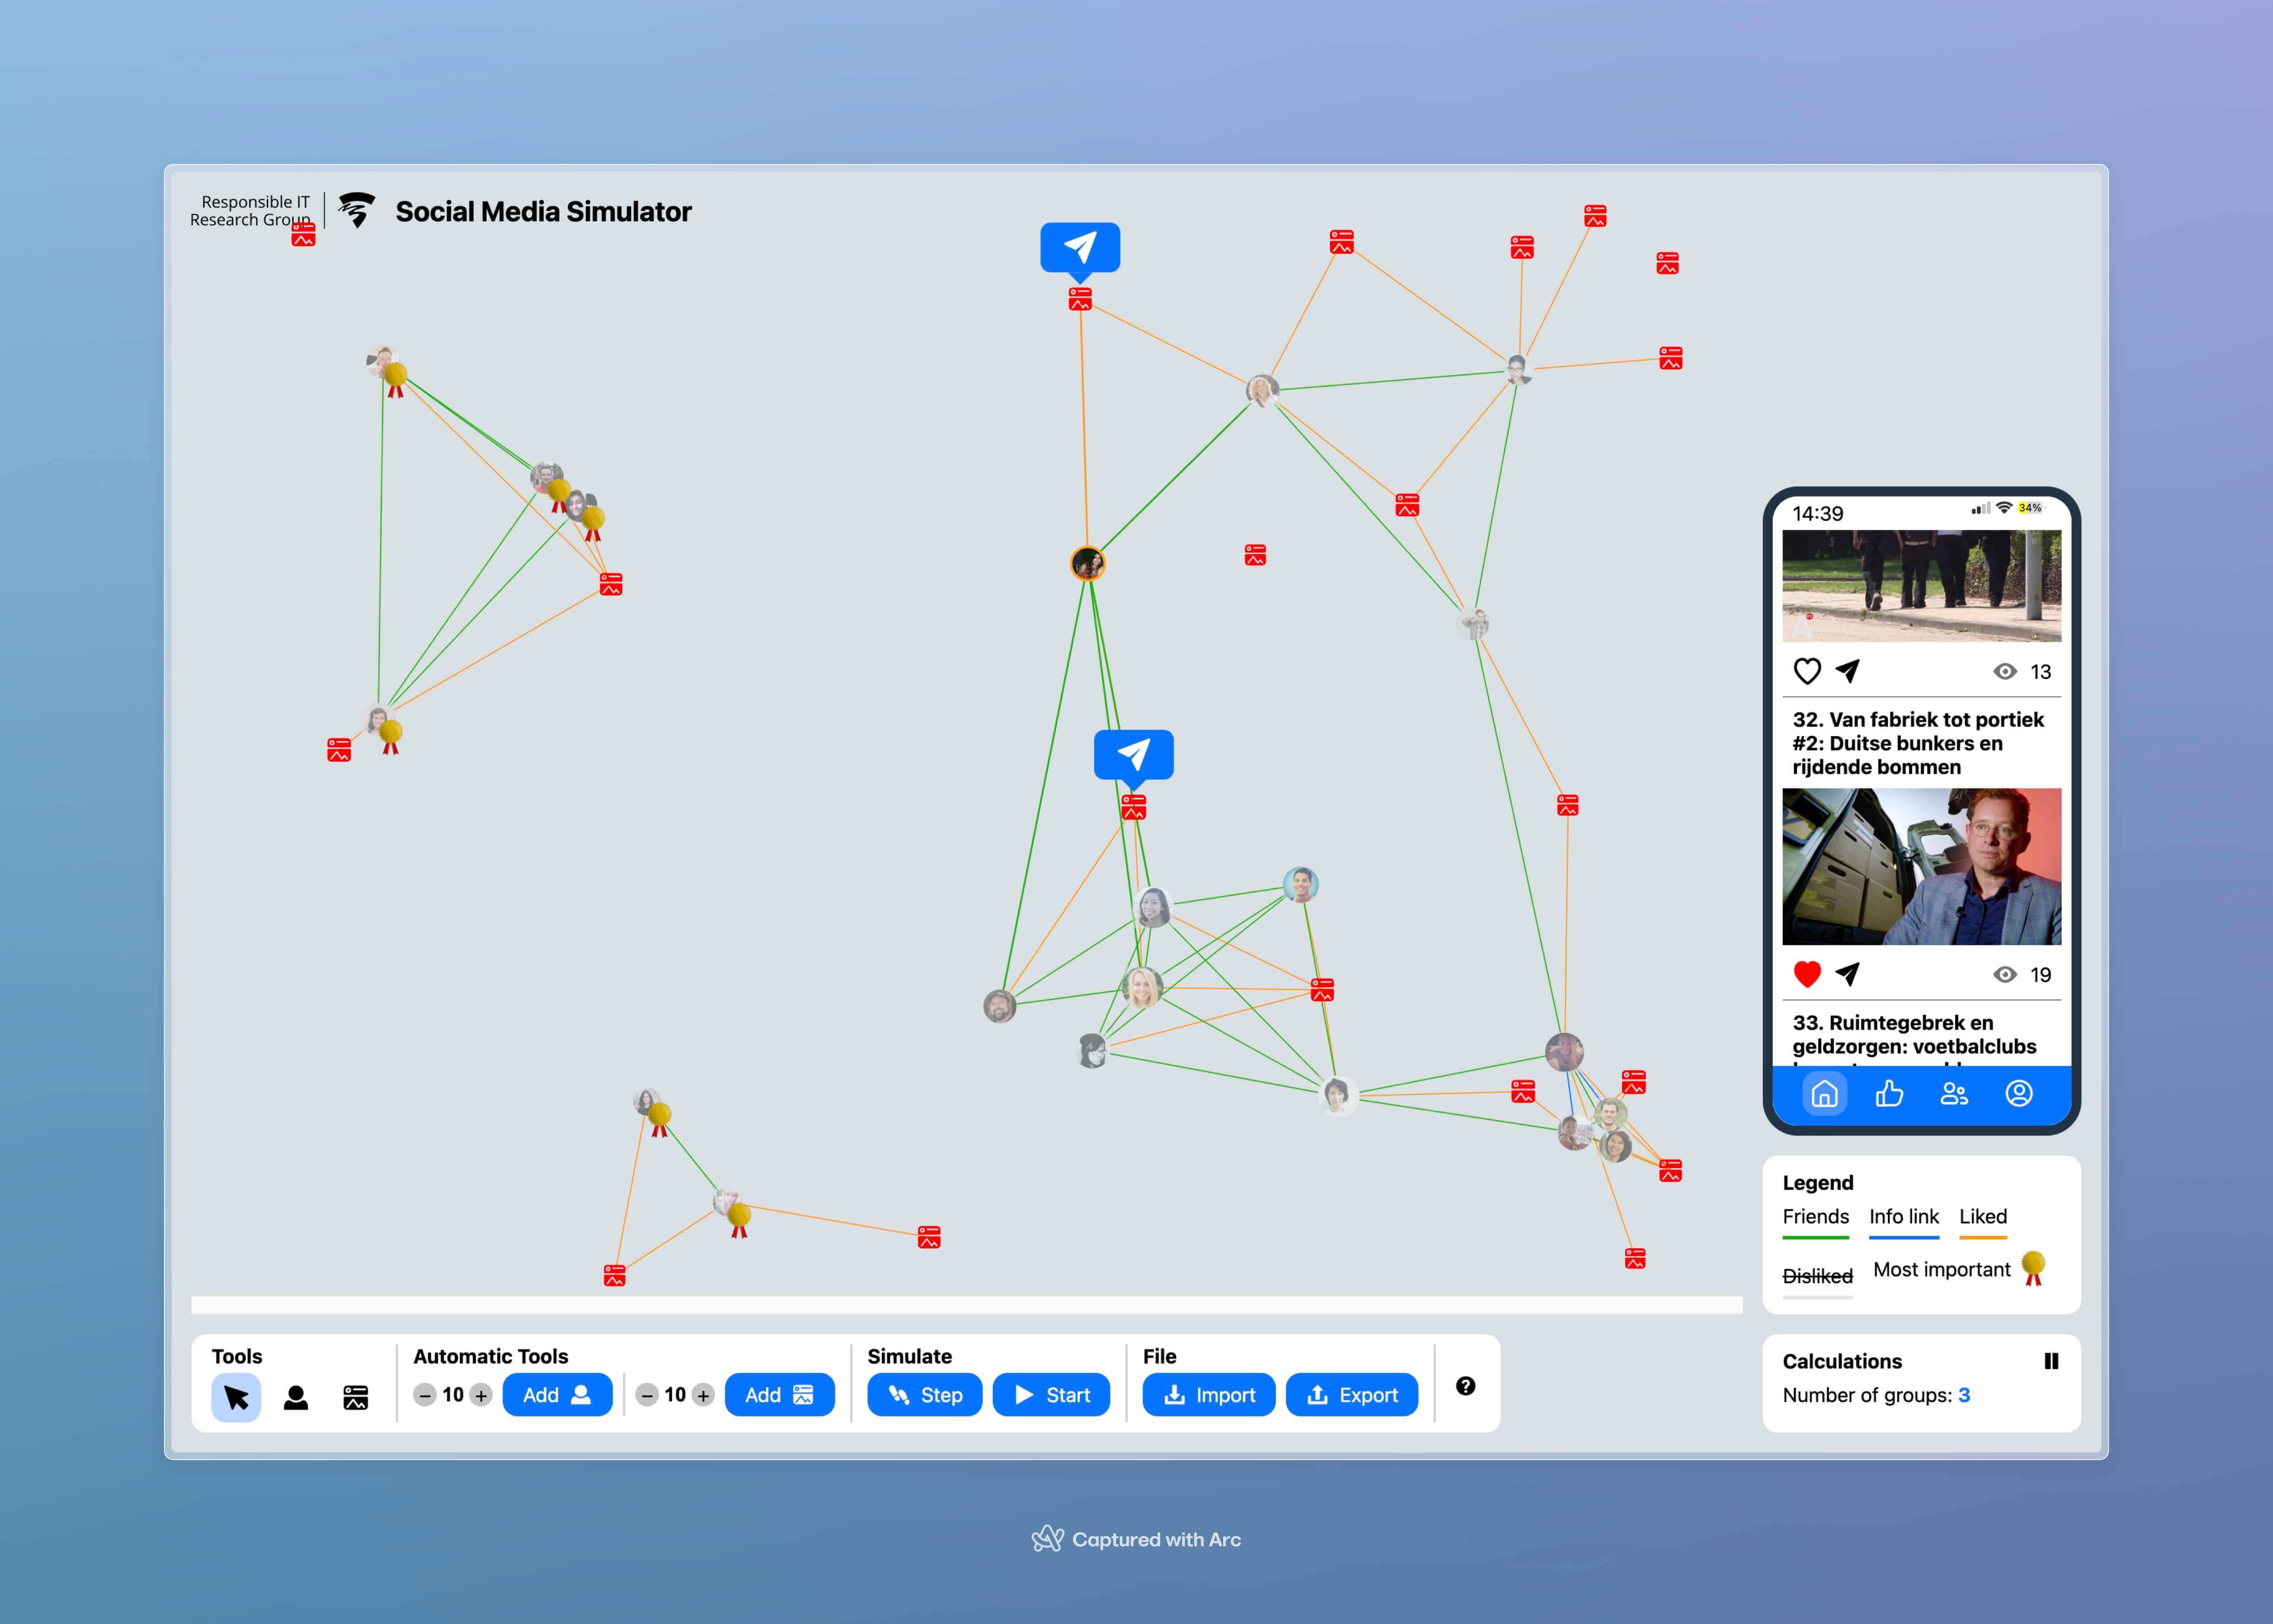 Responsible IT
Research Group
Social Media Simulator
14:39
34%
13
32. Van fabriek tot portiek
#2: Duitse bunkers en
rijdende bommen
19
33. Ruimtegebrek en
geldzorgen: voetbalclubs
Legend
Friends Info link Liked
Disliked Most important
Tools
Automatic Tools
Simulate
File
10 Add 10 Add Step Start Import Export ?
Calculations
Number of groups: 3
Captured with Arc